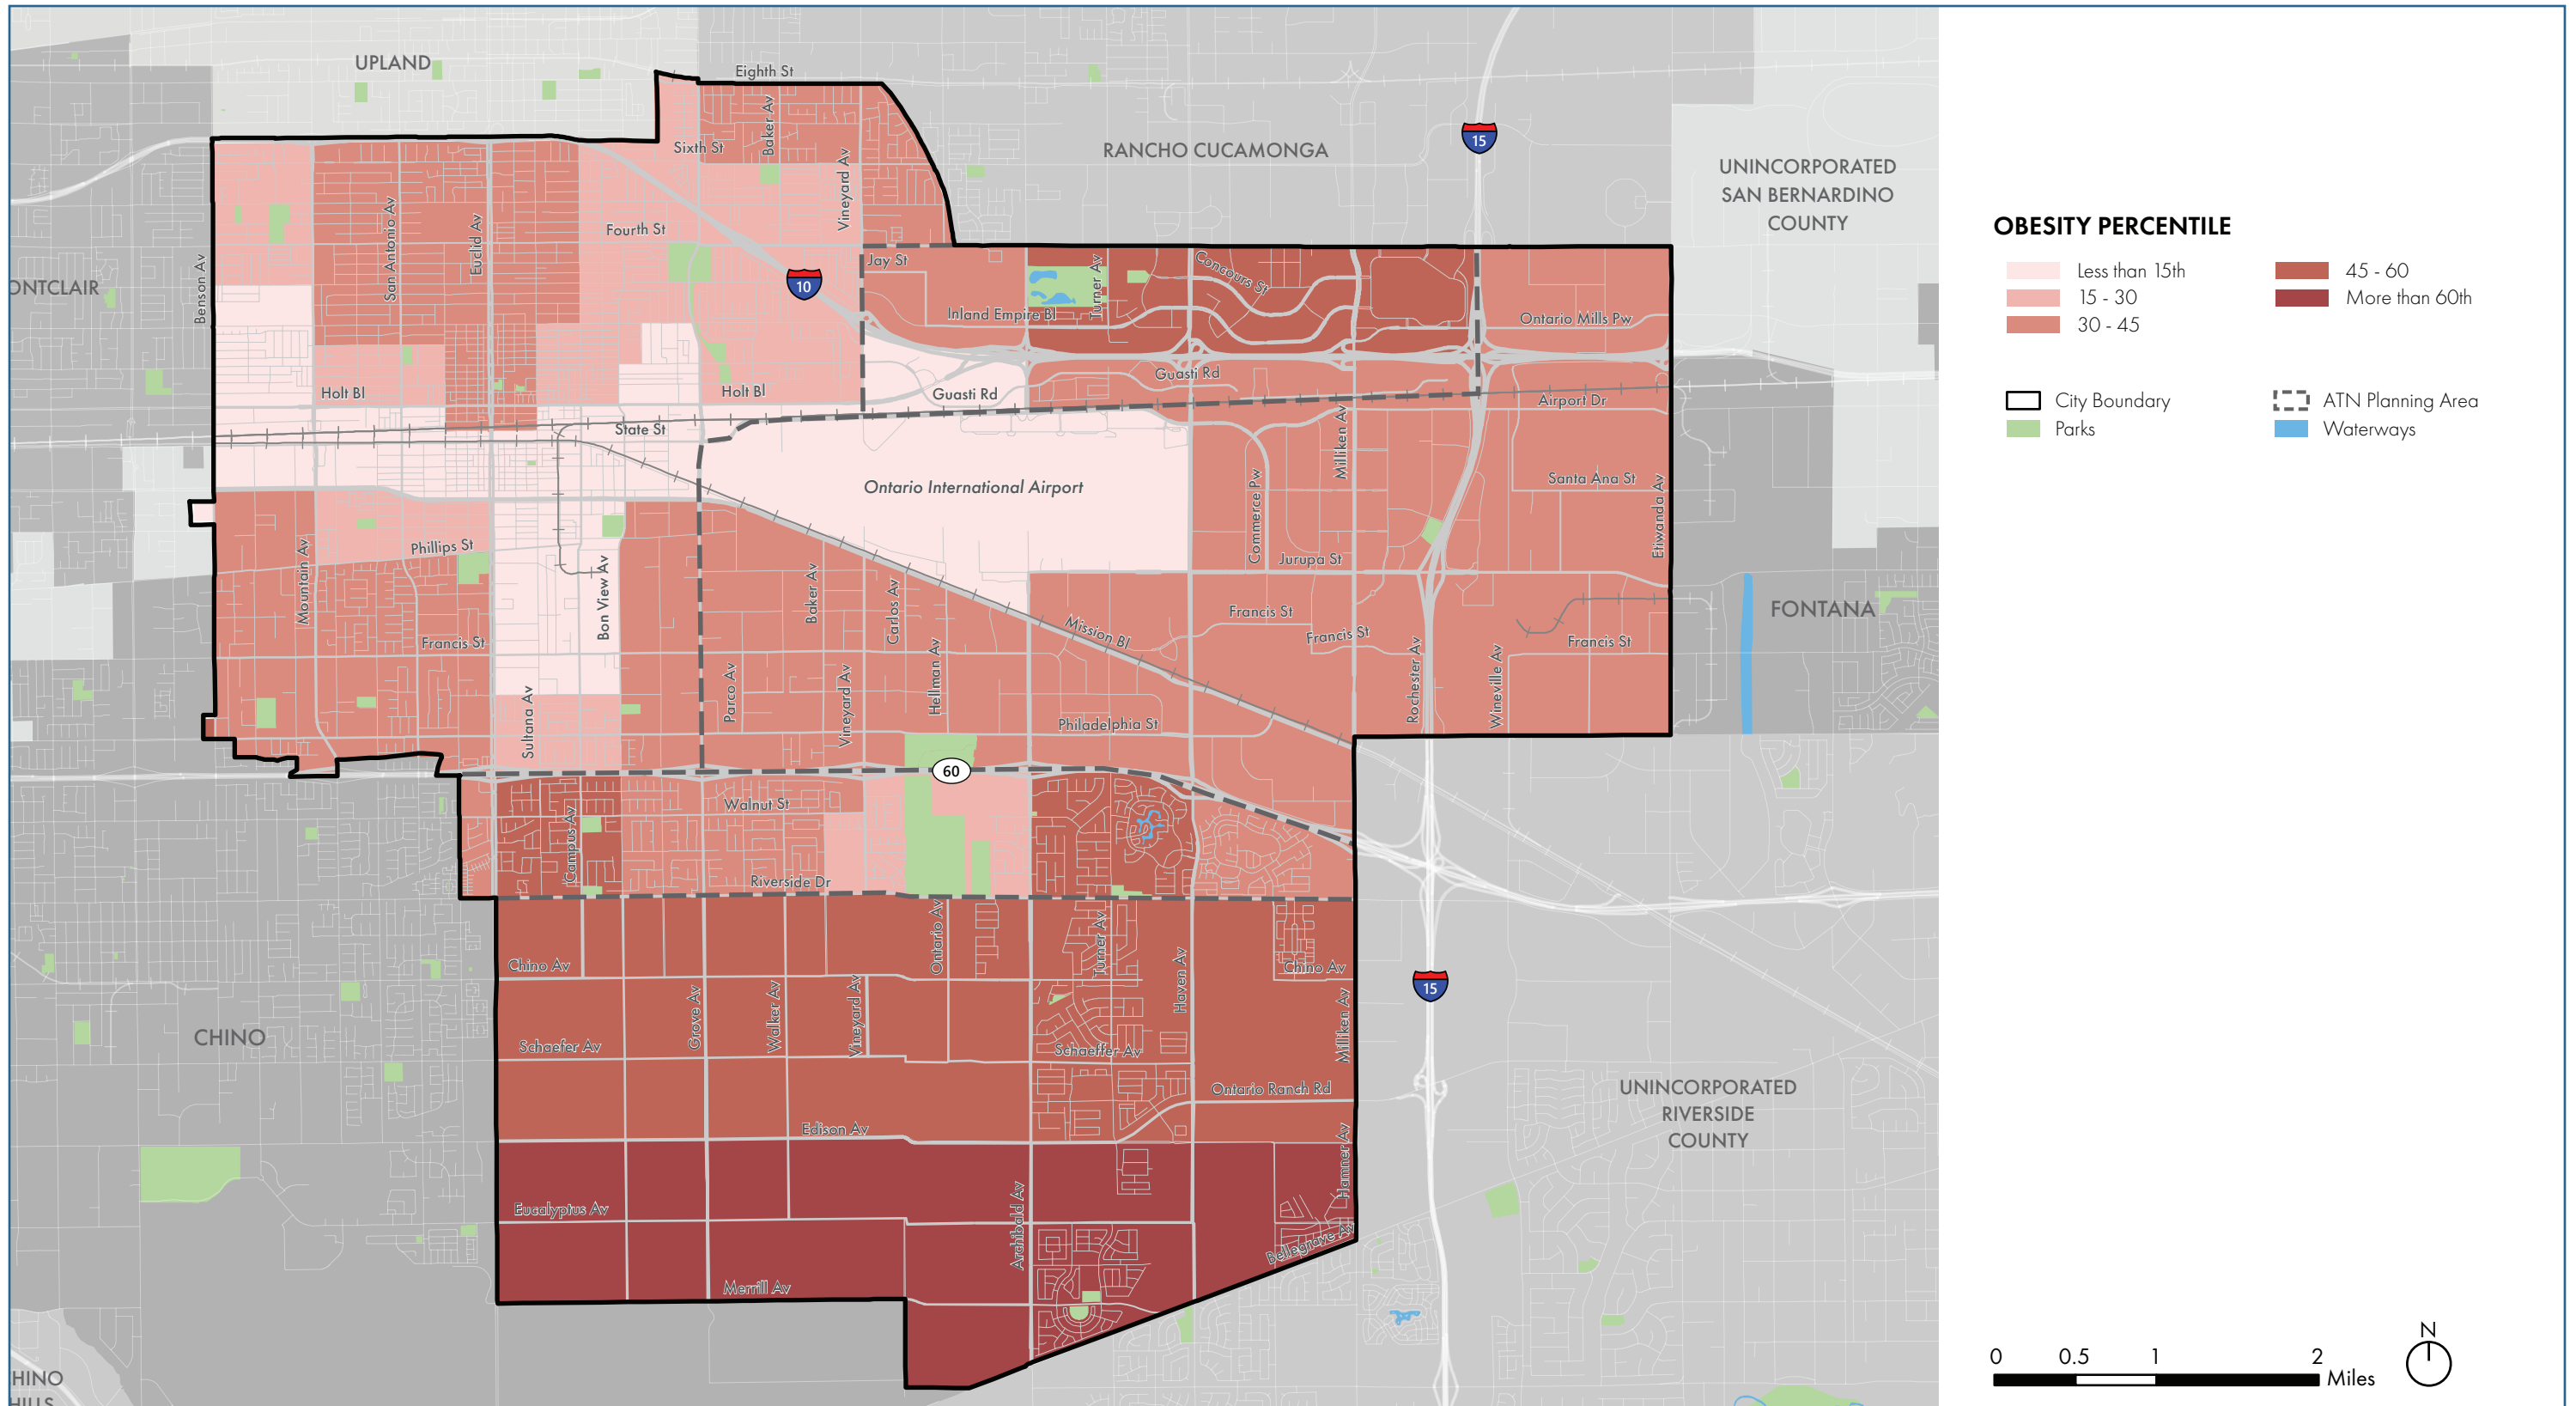 UPLAND
Eighth St
RANCHO CUCAMONGA
15
UNINCORPORATED
SAN BERNARDINO
COUNTY
Baker Av
Sixth St
Vineyard Av
San Antonio Av
Euclid Av
Fourth St
Benson Av
ONTCLAIR
10
Jay St
Turner Av
Concours St
Inland Empire Bl
Ontario Mills Pw
Holt Bl
Holt Bl
Guasti Rd
Guasti Rd
Airport Dr
State St
Milliken Av
Ontario International Airport
Commerce Pw
Santa Ana St
Etiwanda Av
Phillips St
Mountain Av
Bon View Av
Baker Av
Carlos Av
Jurupa St
Francis St
Mission Bl
Francis St
Francis St
Francis St
FONTANA
Sultana Av
Parco Av
Vineyard Av
Hellman Av
Rochester Av
Wineville Av
Philadelphia St
60
Walnut St
Campus Av
Riverside Dr
Chino Av
Ontario Av
Turner Av
Haven Av
Chino Av
15
CHINO
Grove Av
Walker Av
Vineyard Av
Milliken Av
Schaefer Av
Schaeffer Av
Ontario Ranch Rd
UNINCORPORATED
RIVERSIDE
COUNTY
Edison Av
Hamner Av
Eucalyptus Av
Archibald Av
Bellegrave Av
Merrill Av
HINO
HILLS
OBESITY PERCENTILE
Less than 15th
15 - 30
30 - 45
45 - 60
More than 60th
City Boundary
Parks
ATN Planning Area
Waterways
0 0.5 1 2
Miles
N